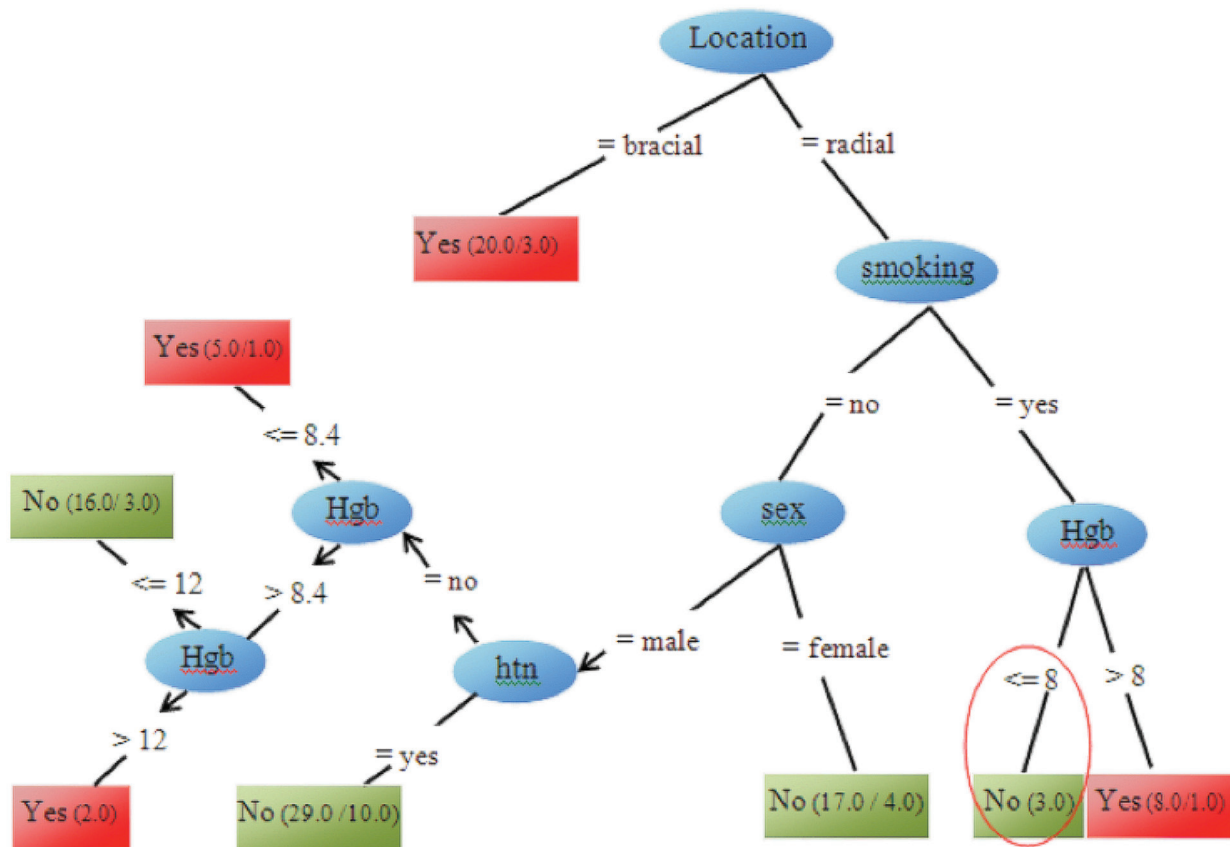 Location
= bracial
= radial
Yes (20.0/3.0)
smoking
Yes (5.0/1.0)
= no
= yes
<= 8.4
No (16.0/ 3.0)
Hgb
sex
Hgb
<= 12
> 8.4
= no
Hgb
htn
= male
= female
<= 8
> 8
> 12
= yes
Yes (2.0)
No (29.0 /10.0)
No (17.0 / 4.0)
No (3.0)
Yes (8.0/1.0)